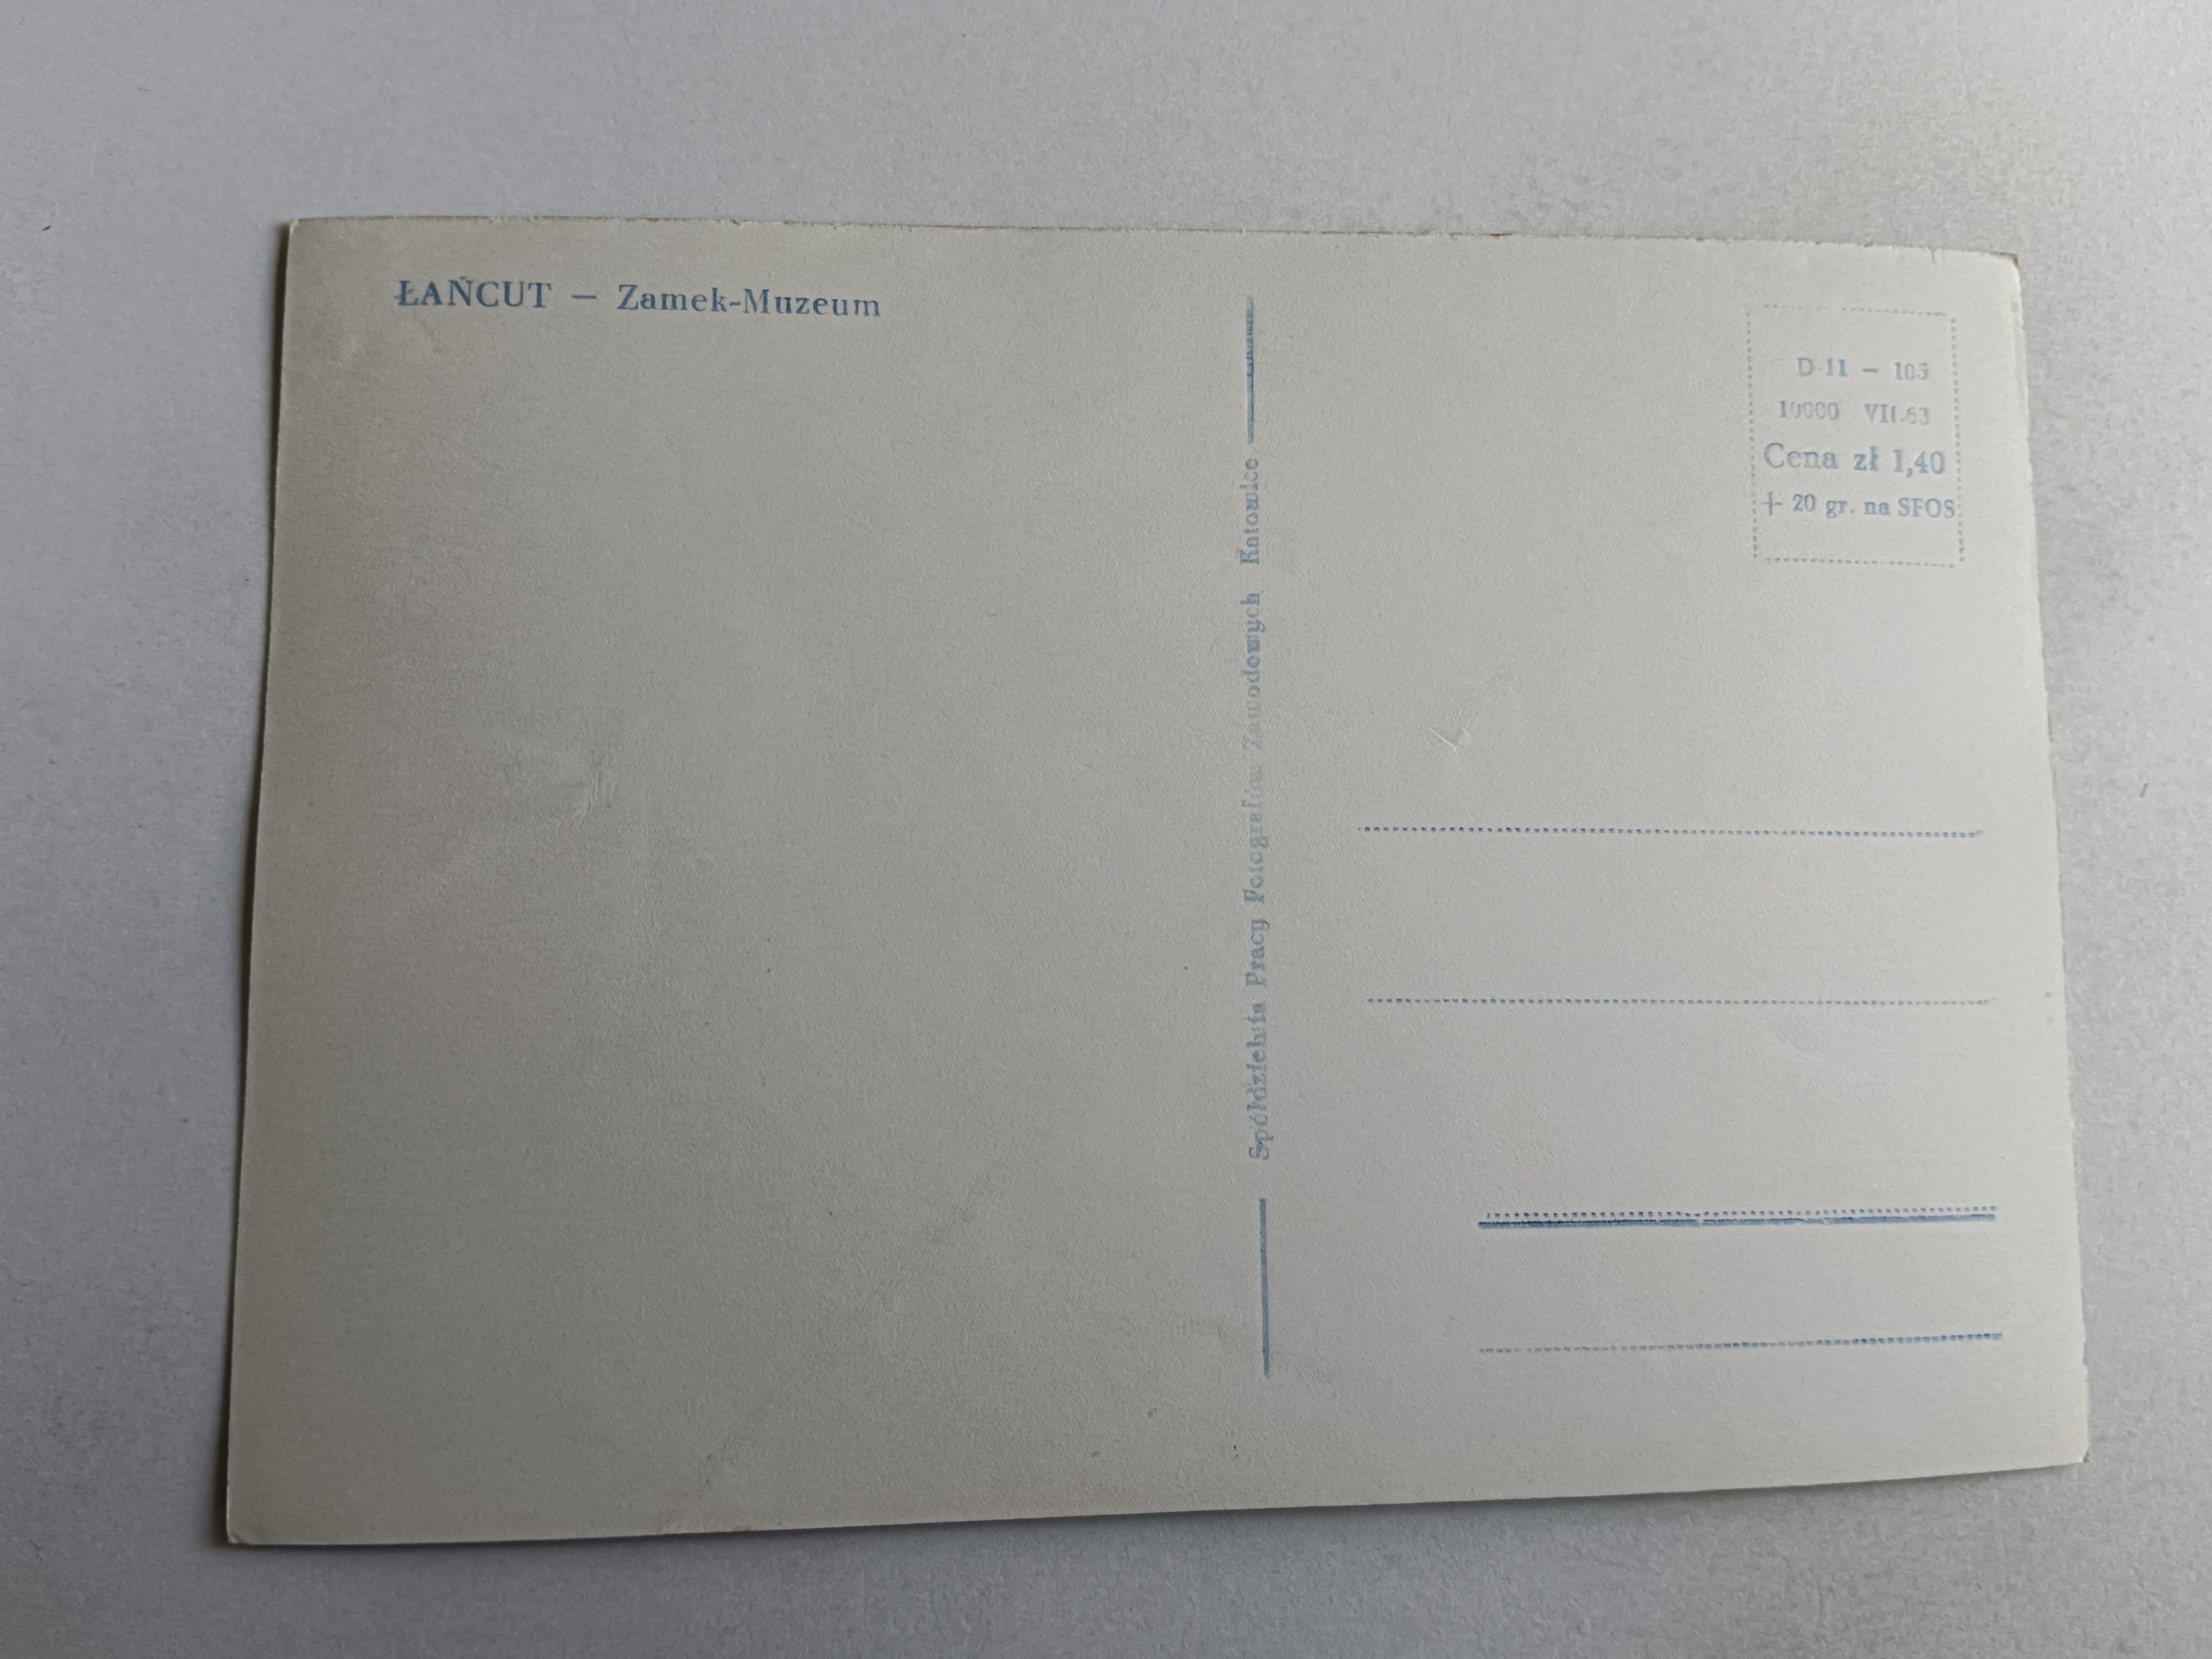 ŁAŃCUT — Zamek-Muzeum
Spółdzielnia Pracy Fotografów Zawodowych Katowice
D-11 — 105
10000 VII.63
Cena zł 1,40
+ 20 gr. na SFOS